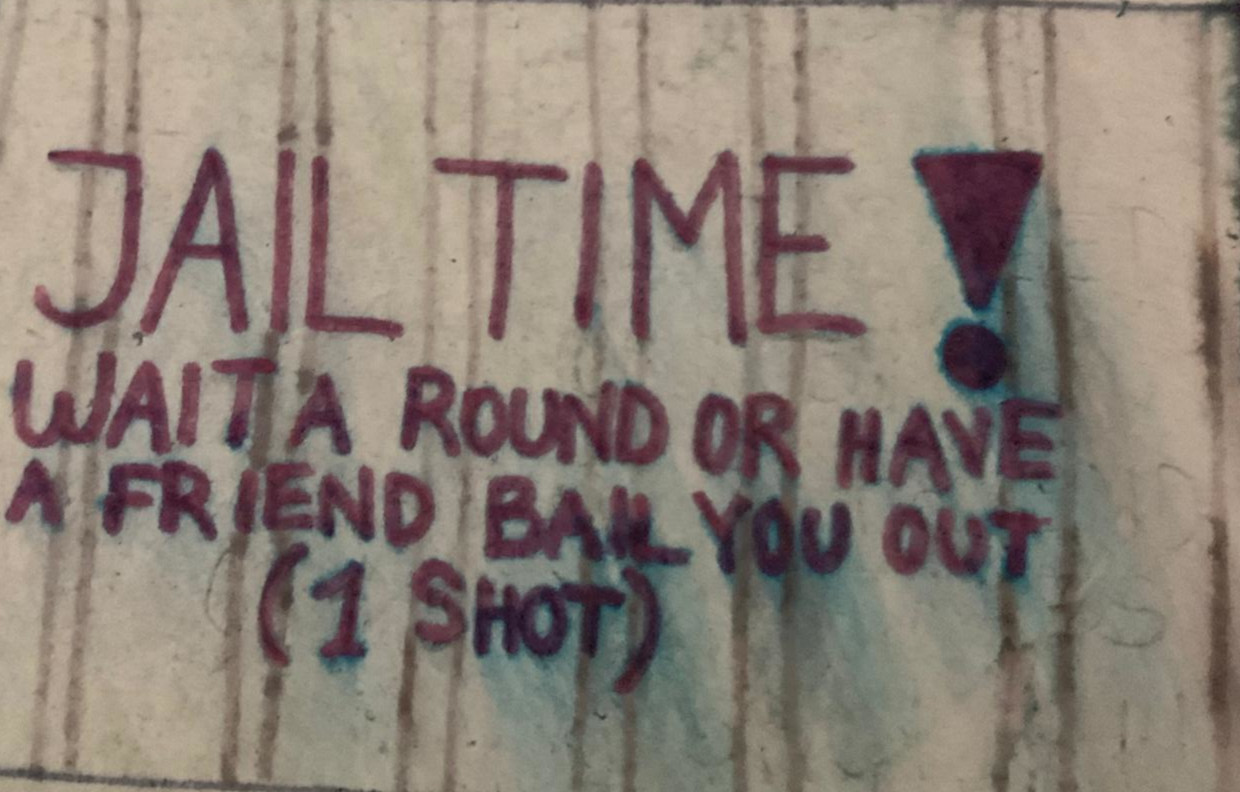 JAIL TIME!
WAIT A ROUND OR HAVE
A FRIEND BAIL YOU OUT
(1 SHOT)